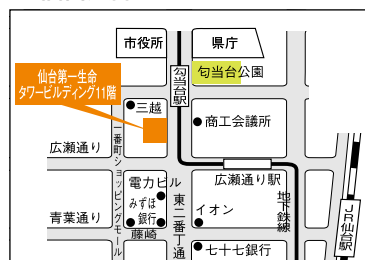 市役所
県庁
仙台第一生命
タワービルディング11階
勾当台駅
匂当台公園
三越
商工会議所
広瀬通り
一番町ショッピングモール
広瀬通り駅
電力ビル
みずほ
銀行
東二番丁通
地下鉄線
青葉通り
イオン
JR仙台駅
藤崎
七十七銀行